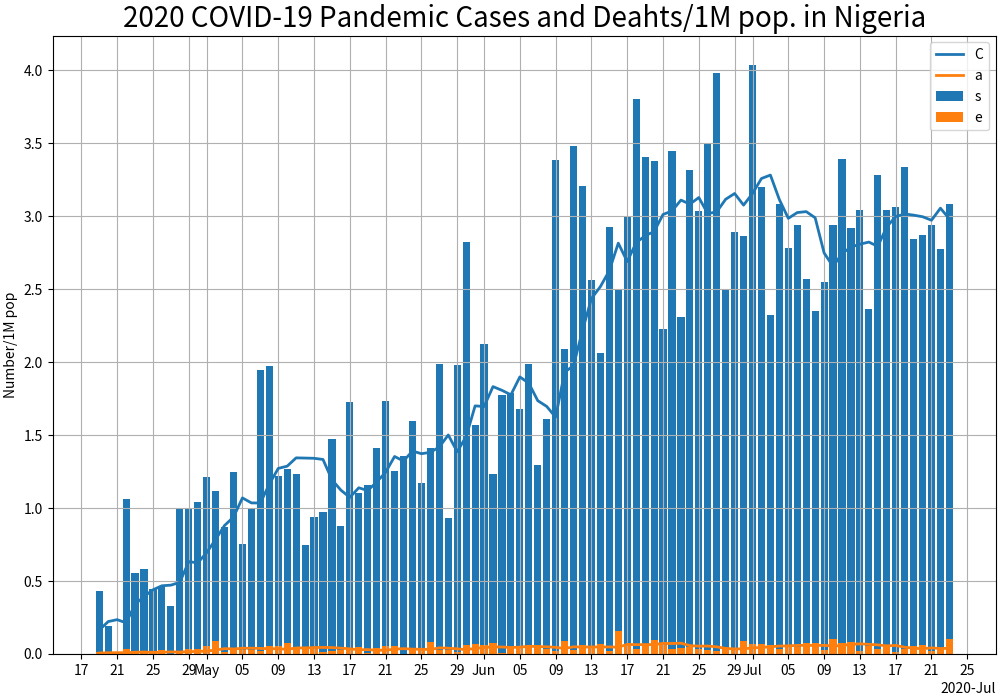 2020 COVID-19 Pandemic Cases and Deahts/1M pop. in Nigeria
C
a
s
e
Number/1M pop
4.0
3.5
3.0
2.5
2.0
1.5
1.0
0.5
0.0
17 21 25 29 May 05 09 13 17 21 25 29 Jun 05 09 13 17 21 25 29 Jul 05 09 13 17 21 25
2020-Jul